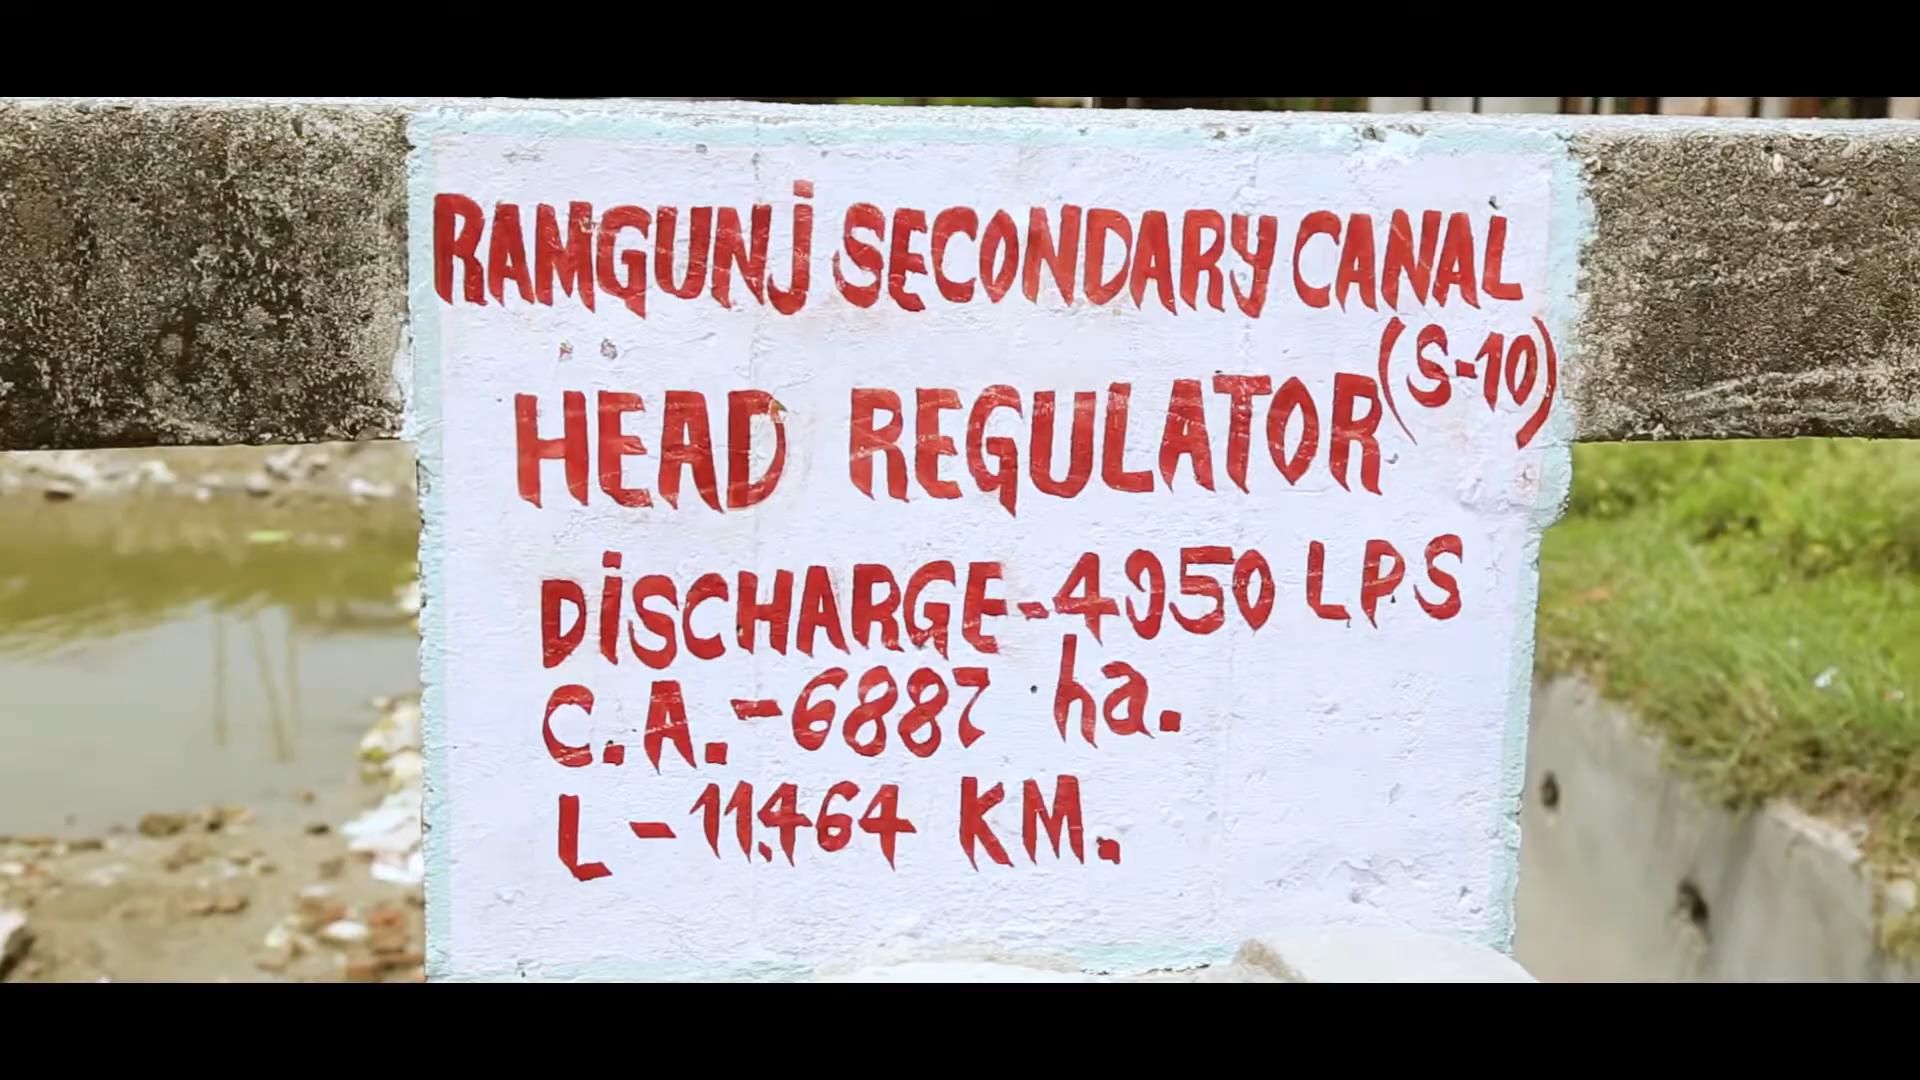 RAMGUNJ SECONDARY CANAL
(S-10)
HEAD REGULATOR
DISCHARGE-4950 LPS
C.A.-6887 ha.
L-11.464 KM.